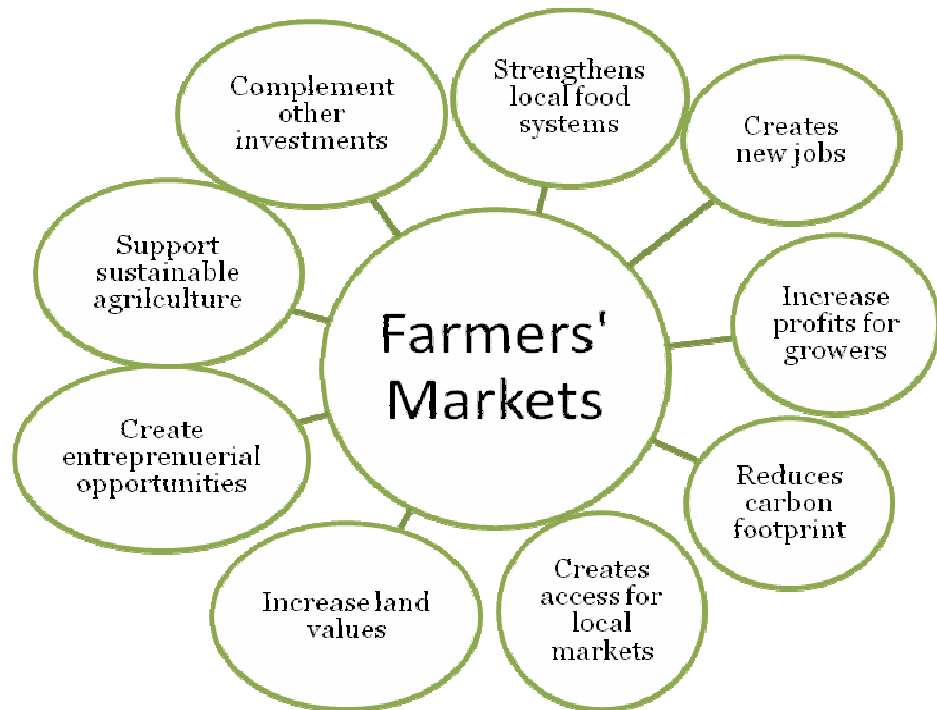 Farmers'
Markets
Strengthens
local food
systems
Creates
new jobs
Increase
profits for
growers
Reduces
carbon
footprint
Creates
access for
local
markets
Increase land
values
Create
entreprenuerial
opportunities
Support
sustainable
agrilculture
Complement
other
investments